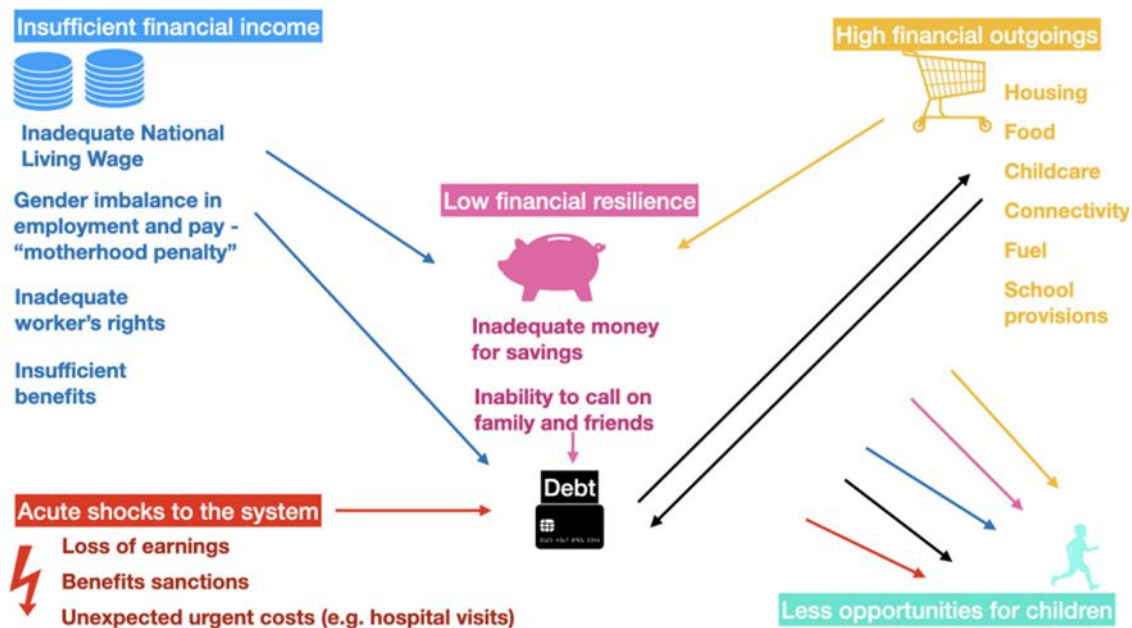 Insufficient financial income
Inadequate National
Living Wage
Gender imbalance in
employment and pay -
“motherhood penalty”
Inadequate
worker's rights
Insufficient
benefits
High financial outgoings
Housing
Food
Childcare
Connectivity
Fuel
School
provisions
Low financial resilience
Inadequate money
for savings
Inability to call on
family and friends
Debt
Acute shocks to the system
Loss of earnings
Benefits sanctions
Unexpected urgent costs (e.g. hospital visits)
Less opportunities for children